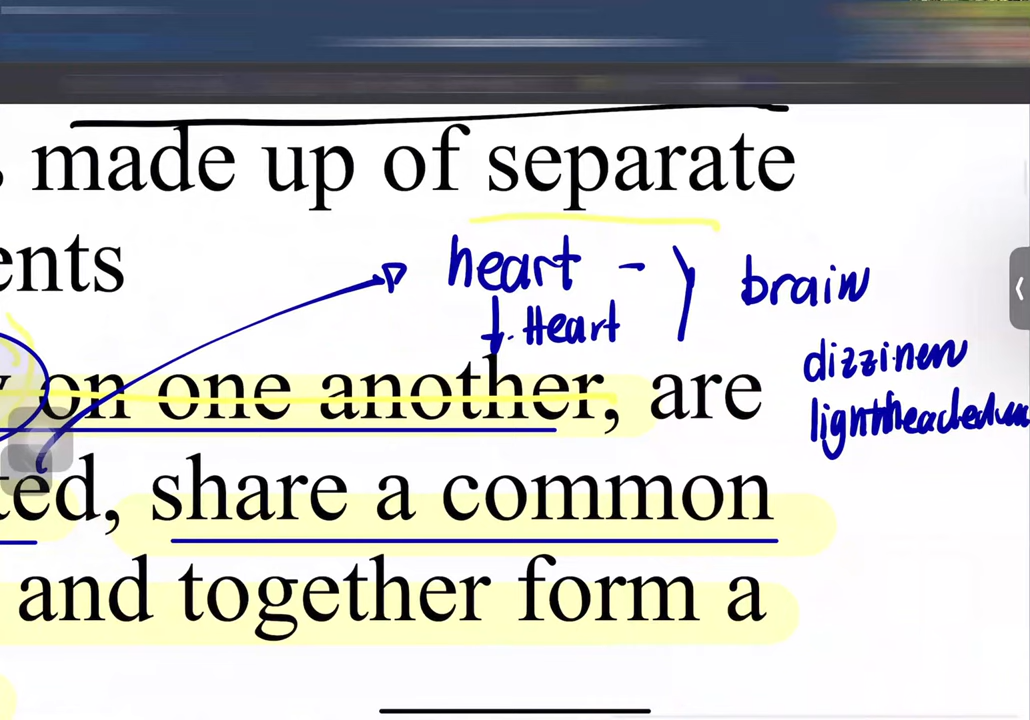 made up of separate
ents
heart - brain
Heart
on one another, are
dizziness
ted, share a common
and together form a